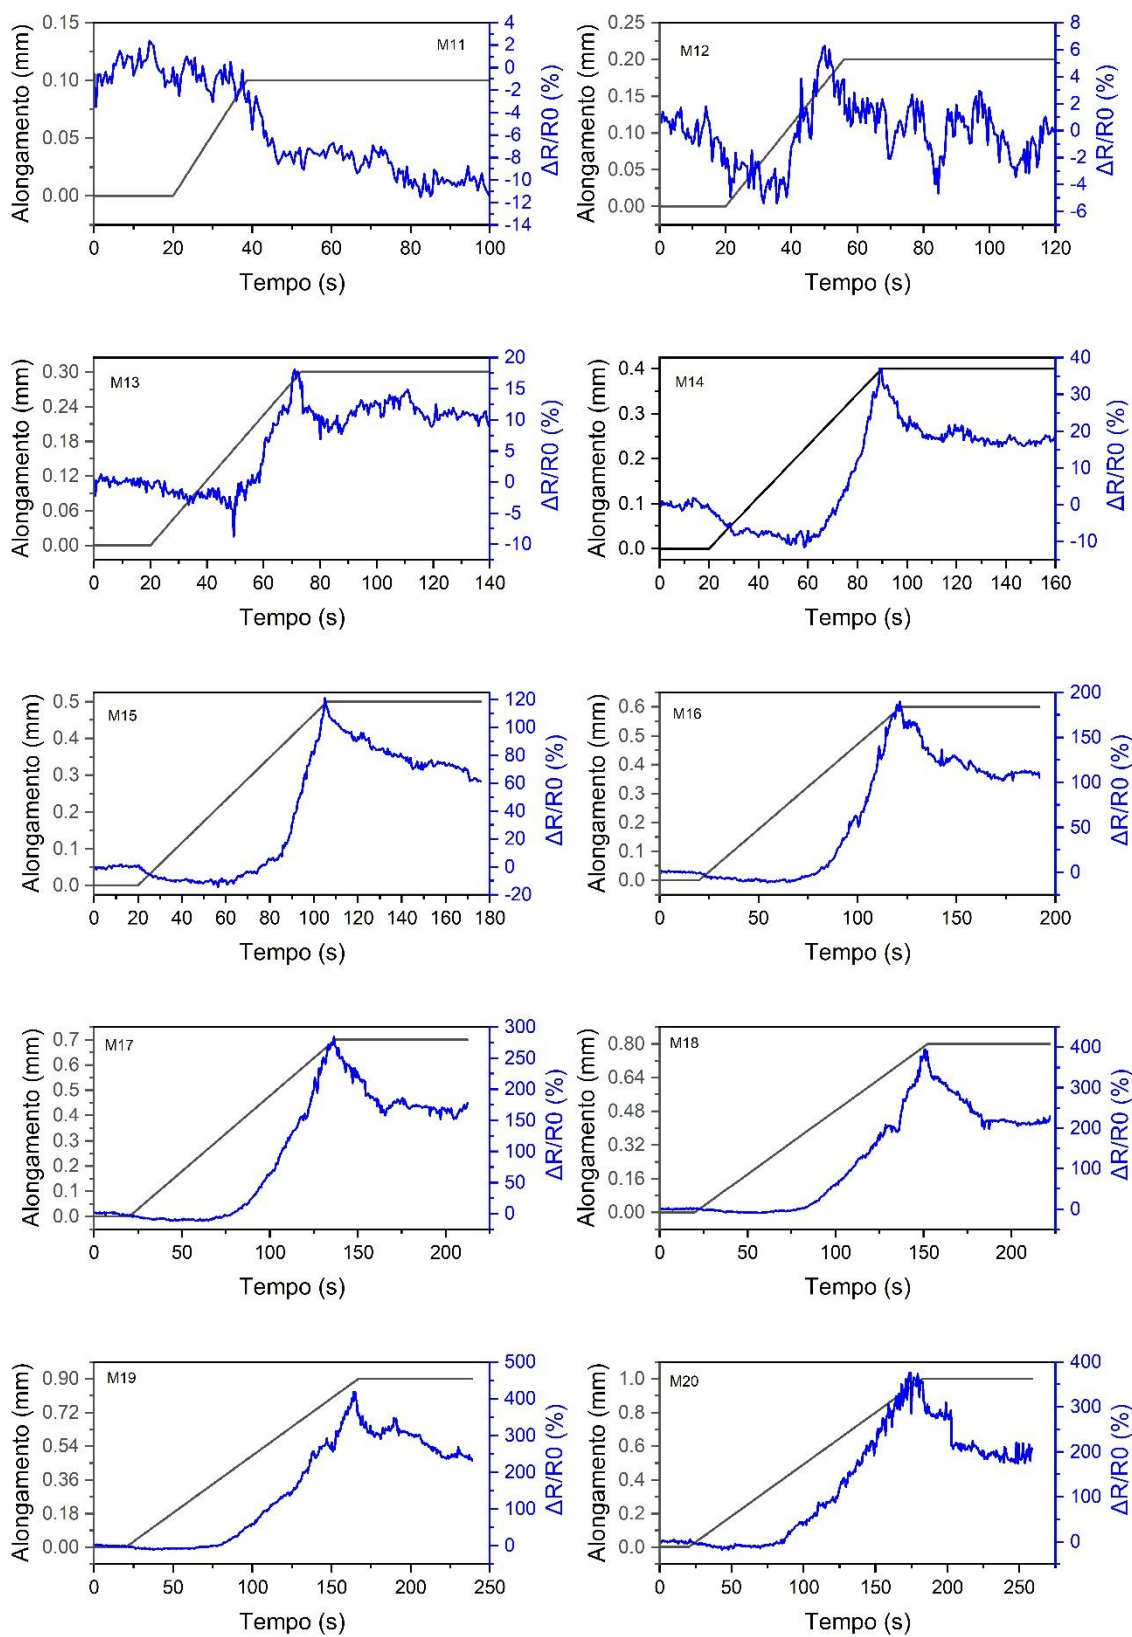 Alongamento (mm)
0.15
0.10
0.05
0.00
M11
4
2
0
-2
-4
-6
-8
-10
-12
-14
ΔR/R0 (%)
0 20 40 60 80 100
Tempo (s)
Alongamento (mm)
0.25
0.20
0.15
0.10
0.05
0.00
M12
8
6
4
2
0
-2
-4
-6
ΔR/R0 (%)
0 20 40 60 80 100 120
Tempo (s)
Alongamento (mm)
0.30
0.24
0.18
0.12
0.06
0.00
M13
20
15
10
5
0
-5
-10
ΔR/R0 (%)
0 20 40 60 80 100 120 140
Tempo (s)
Alongamento (mm)
0.4
0.3
0.2
0.1
0.0
M14
40
30
20
10
0
-10
ΔR/R0 (%)
0 20 40 60 80 100 120 140 160
Tempo (s)
Alongamento (mm)
0.5
0.4
0.3
0.2
0.1
0.0
M15
120
100
80
60
40
20
0
-20
ΔR/R0 (%)
0 20 40 60 80 100 120 140 160 180
Tempo (s)
Alongamento (mm)
0.6
0.5
0.4
0.3
0.2
0.1
0.0
M16
200
150
100
50
0
ΔR/R0 (%)
0 50 100 150 200
Tempo (s)
Alongamento (mm)
0.7
0.6
0.5
0.4
0.3
0.2
0.1
0.0
M17
300
250
200
150
100
50
0
ΔR/R0 (%)
0 50 100 150 200
Tempo (s)
Alongamento (mm)
0.80
0.64
0.48
0.32
0.16
0.00
M18
400
300
200
100
0
ΔR/R0 (%)
0 50 100 150 200
Tempo (s)
Alongamento (mm)
0.90
0.72
0.54
0.36
0.18
0.00
M19
500
400
300
200
100
0
ΔR/R0 (%)
0 50 100 150 200 250
Tempo (s)
Alongamento (mm)
1.0
0.8
0.6
0.4
0.2
0.0
M20
400
300
200
100
0
ΔR/R0 (%)
0 50 100 150 200 250
Tempo (s)